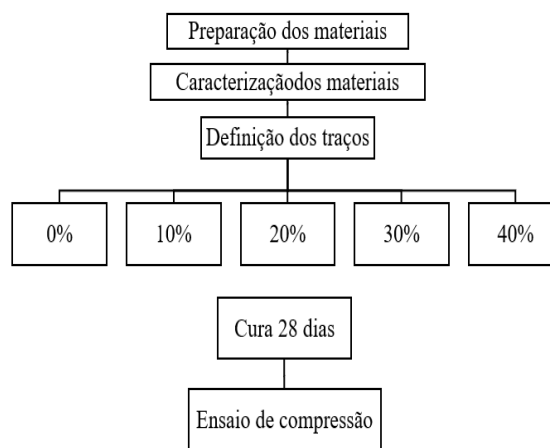 Preparação dos materiais
Caracterizaçãodos materiais
Definição dos traços
0%
10%
20%
30%
40%
Cura 28 dias
Ensaio de compressão